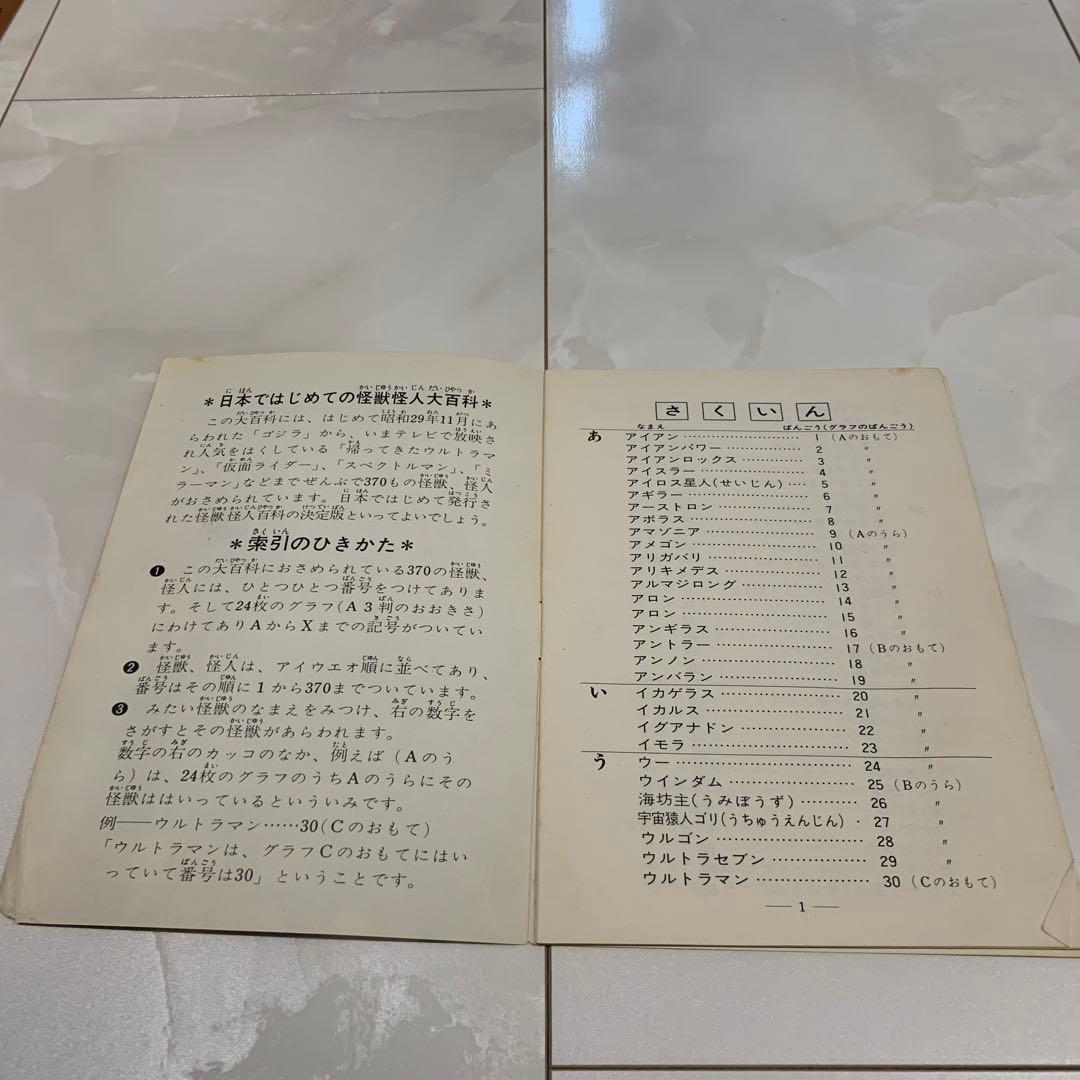 ＊日本ではじめての怪獣怪人大百科＊
この大百科には、はじめて昭和29年11月にあ
らわれた「ゴジラ」から、いまテレビで放映さ
れ人気をはくしている「帰ってきたウルトラマ
ン」、「仮面ライダー」、「スペクトルマン」、「ミ
ラーマン」などまでぜんぶで370もの怪獣、怪人
がおさめられています。日本ではじめて発行さ
れた怪獣怪人百科の決定版といってよいでしょう。
＊索引のひきかた＊
❶ この大百科におさめられている370の怪獣、
怪人には、ひとつひとつ番号をつけてありま
す。そして24枚のグラフ(A3判のおおきさ)
にわけてありAからXまでの記号がついてい
ます。
❷ 怪獣、怪人は、アイウエオ順に並べてあり、
番号はその順に1から370までついています。
❸ みたい怪獣のなまえをみつけ、右の数字を
さがすとその怪獣があらわれます。
数字の右のカッコのなか、例えば(Aのう
ら)は、24枚のグラフのうちAのうらにその
怪獣ははいっているといういみです。
例――ウルトラマン……30(Cのおもて)
「ウルトラマンは、グラフCのおもてにはい
っていて番号は30」ということです。
さくいん
なまえ ばんごう(グラフのばんごう)
あ アイアン…………………… 1 (Aのおもて)
アイアンパワー……………… 2 〃
アイアンロックス…………… 3 〃
アイスラー…………………… 4 〃
アイロス星人(せいじん)…… 5 〃
アギラー……………………… 6 〃
アーストロン………………… 7 〃
アボラス……………………… 8 〃
アマゾニア…………………… 9 (Aのうら)
アメゴン……………………… 10 〃
アリガバリ…………………… 11 〃
アリキメデス………………… 12 〃
アルマジロング……………… 13 〃
アロン………………………… 14 〃
アロン………………………… 15 〃
アンギラス…………………… 16 〃
アントラー…………………… 17 (Bのおもて)
アンノン……………………… 18 〃
アンバラン…………………… 19 〃
い イカゲラス…………………… 20 〃
イカルス……………………… 21 〃
イグアナドン………………… 22 〃
イモラ………………………… 23 〃
う ウー…………………………… 24 〃
ウインダム…………………… 25 (Bのうら)
海坊主(うみぼうず)………… 26 〃
宇宙猿人ゴリ(うちゅうえんじん)・ 27 〃
ウルゴン……………………… 28 〃
ウルトラセブン……………… 29 〃
ウルトラマン………………… 30 (Cのおもて)
― 1 ―